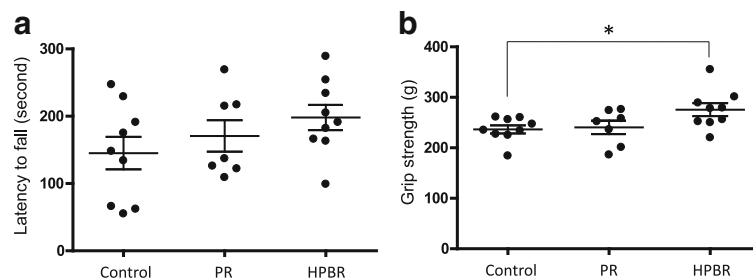 a
Latency to fall (second)
300
200
100
0
Control PR HPBR
b
*
Grip strength (g)
400
300
200
100
0
Control PR HPBR